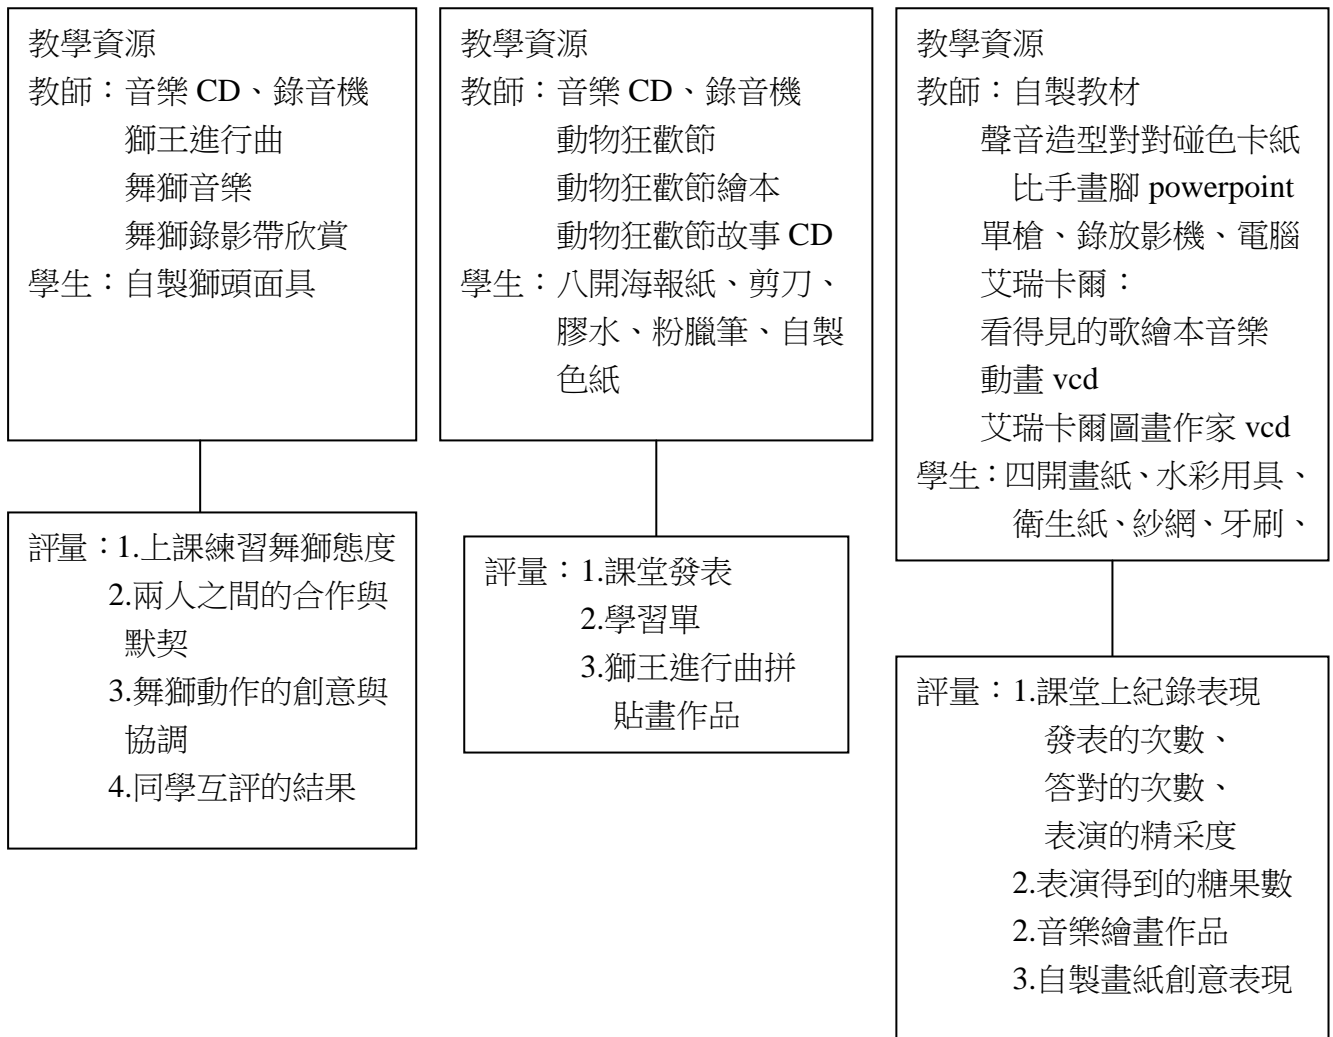 教學資源
教師：音樂 CD、錄音機
獅王進行曲
舞獅音樂
舞獅錄影帶欣賞
學生：自製獅頭面具
評量：1.上課練習舞獅態度
2.兩人之間的合作與
默契
3.舞獅動作的創意與
協調
4.同學互評的結果
教學資源
教師：音樂 CD、錄音機
動物狂歡節
動物狂歡節繪本
動物狂歡節故事 CD
學生：八開海報紙、剪刀、
膠水、粉臘筆、自製
色紙
評量：1.課堂發表
2.學習單
3.獅王進行曲拼
貼畫作品
教學資源
教師：自製教材
聲音造型對對碰色卡紙
比手畫腳 powerpoint
單槍、錄放影機、電腦
艾瑞卡爾：
看得見的歌繪本音樂
動畫 vcd
艾瑞卡爾圖畫作家 vcd
學生：四開畫紙、水彩用具、
衛生紙、紗網、牙刷、
評量：1.課堂上紀錄表現
發表的次數、
答對的次數、
表演的精采度
2.表演得到的糖果數
2.音樂繪畫作品
3.自製畫紙創意表現